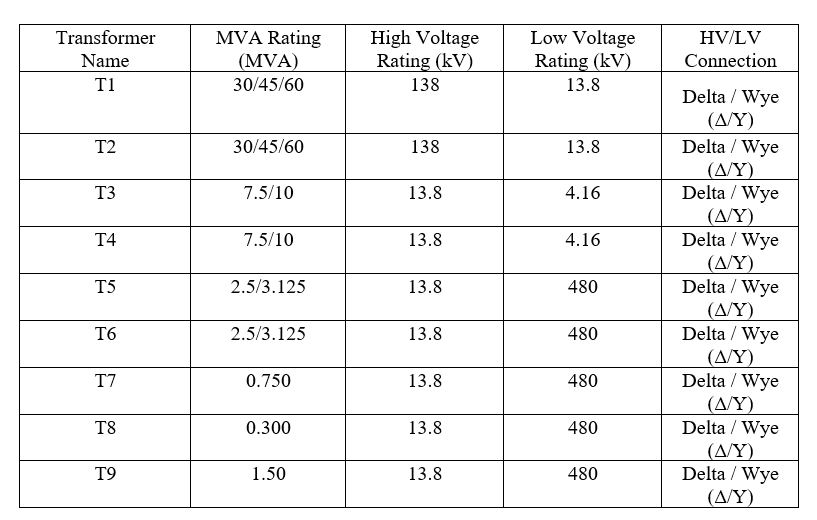 Transformer Name MVA Rating (MVA) High Voltage Rating (kV) Low Voltage Rating (kV) HV/LV Connection
T1 30/45/60 138 13.8 Delta / Wye (Δ/Y)
T2 30/45/60 138 13.8 Delta / Wye (Δ/Y)
T3 7.5/10 13.8 4.16 Delta / Wye (Δ/Y)
T4 7.5/10 13.8 4.16 Delta / Wye (Δ/Y)
T5 2.5/3.125 13.8 480 Delta / Wye (Δ/Y)
T6 2.5/3.125 13.8 480 Delta / Wye (Δ/Y)
T7 0.750 13.8 480 Delta / Wye (Δ/Y)
T8 0.300 13.8 480 Delta / Wye (Δ/Y)
T9 1.50 13.8 480 Delta / Wye (Δ/Y)